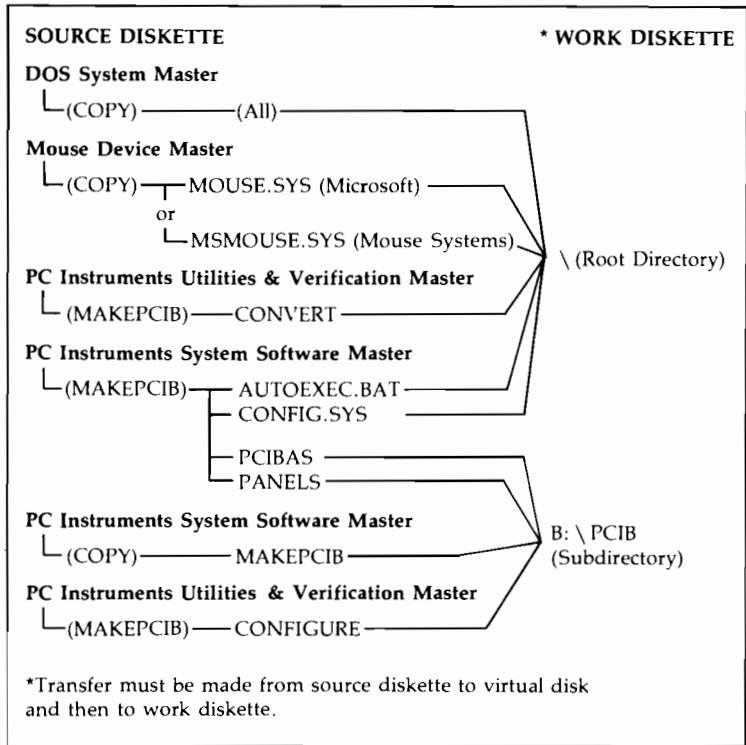 SOURCE DISKETTE * WORK DISKETTE
DOS System Master
(COPY) (All)
Mouse Device Master
(COPY) MOUSE.SYS (Microsoft)
or
MSMOUSE.SYS (Mouse Systems)
\ (Root Directory)
PC Instruments Utilities & Verification Master
(MAKEPCIB) CONVERT
PC Instruments System Software Master
(MAKEPCIB) AUTOEXEC.BAT
CONFIG.SYS
PCIBAS
PANELS
PC Instruments System Software Master
B: \ PCIB
(COPY) MAKEPCIB
(Subdirectory)
PC Instruments Utilities & Verification Master
(MAKEPCIB) CONFIGURE
*Transfer must be made from source diskette to virtual disk
and then to work diskette.